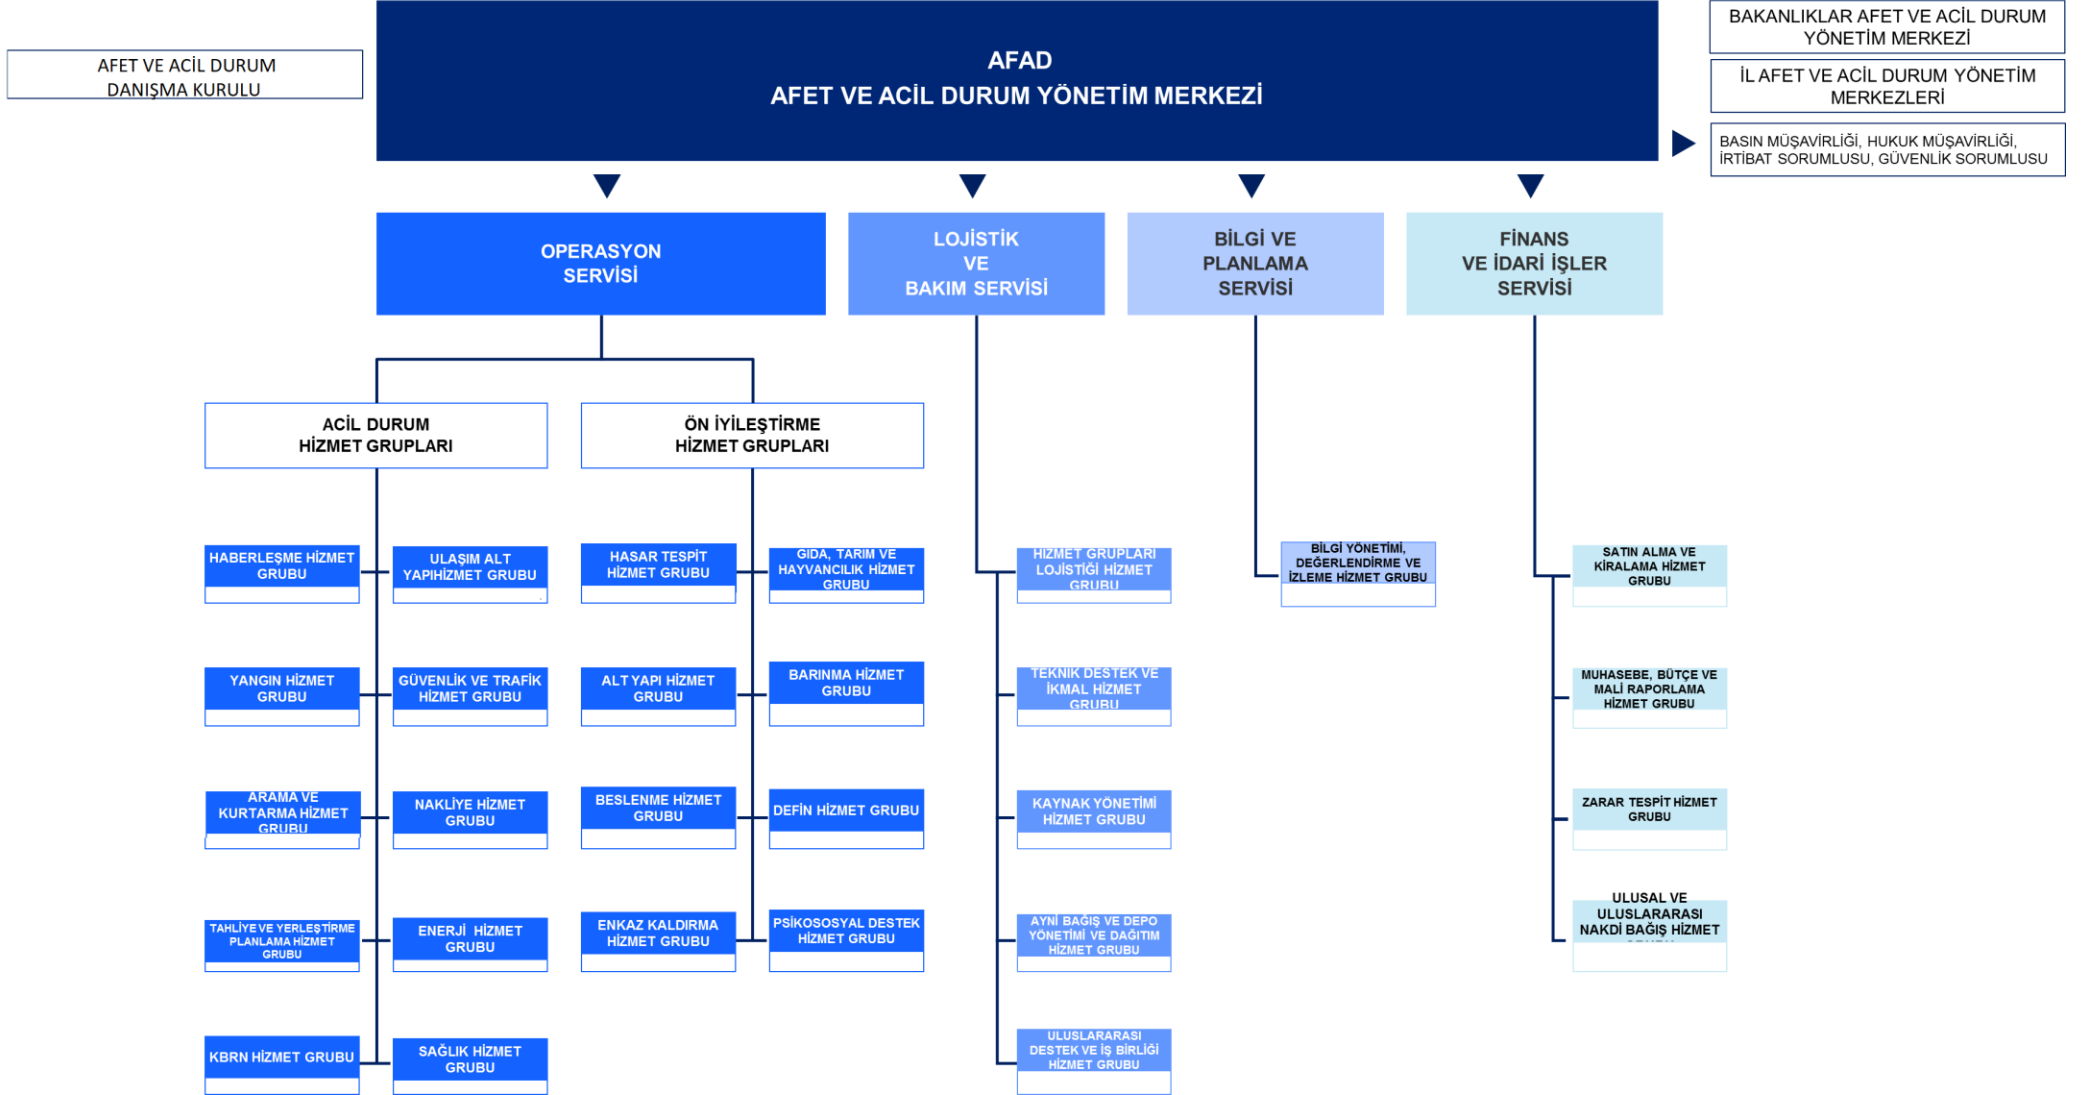 AFET VE ACİL DURUM
DANIŞMA KURULU
AFAD
AFET VE ACİL DURUM YÖNETİM MERKEZİ
BAKANLIKLAR AFET VE ACİL DURUM
YÖNETİM MERKEZİ
İL AFET VE ACİL DURUM YÖNETİM
MERKEZLERİ
BASIN MÜŞAVİRLİĞİ, HUKUK MÜŞAVİRLİĞİ,
İRTİBAT SORUMLUSU, GÜVENLİK SORUMLUSU
OPERASYON
SERVİSİ
LOJİSTİK
VE
BAKIM SERVİSİ
BİLGİ VE
PLANLAMA
SERVİSİ
FİNANS
VE İDARİ İŞLER
SERVİSİ
ACİL DURUM
HİZMET GRUPLARI
ÖN İYİLEŞTİRME
HİZMET GRUPLARI
HABERLEŞME HİZMET
GRUBU
ULAŞIM ALT
YAPIHİZMET GRUBU
HASAR TESPİT
HİZMET GRUBU
GIDA, TARIM VE
HAYVANCILIK HİZMET
GRUBU
HİZMET GRUPLARI
LOJİSTİĞİ HİZMET
GRUBU
BİLGİ YÖNETİMİ,
DEĞERLENDİRME VE
İZLEME HİZMET GRUBU
SATIN ALMA VE
KİRALAMA HİZMET
GRUBU
YANGIN HİZMET
GRUBU
GÜVENLİK VE TRAFİK
HİZMET GRUBU
ALT YAPI HİZMET
GRUBU
BARINMA HİZMET
GRUBU
TEKNİK DESTEK VE
İKMAL HİZMET
GRUBU
MUHASEBE, BÜTÇE VE
MALİ RAPORLAMA
HİZMET GRUBU
ARAMA VE
KURTARMA HİZMET
GRUBU
NAKLİYE HİZMET
GRUBU
BESLENME HİZMET
GRUBU
DEFİN HİZMET GRUBU
KAYNAK YÖNETİMİ
HİZMET GRUBU
ZARAR TESPİT HİZMET
GRUBU
TAHLİYE VE YERLEŞTİRME
PLANLAMA HİZMET
GRUBU
ENERJİ HİZMET
GRUBU
ENKAZ KALDIRMA
HİZMET GRUBU
PSİKOSOSYAL DESTEK
HİZMET GRUBU
AYNİ BAĞIŞ VE DEPO
YÖNETİMİ VE DAĞITIM
HİZMET GRUBU
ULUSAL VE
ULUSLARARASI
NAKDİ BAĞIŞ HİZMET
KBRN HİZMET GRUBU
SAĞLIK HİZMET
GRUBU
ULUSLARARASI
DESTEK VE İŞ BİRLİĞİ
HİZMET GRUBU